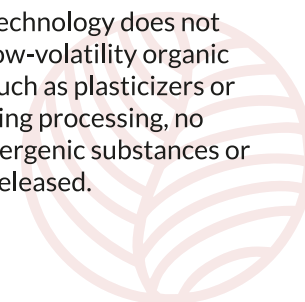 echnology does not
ow-volatility organic
uch as plasticizers or
ing processing, no
ergenic substances or
eleased.